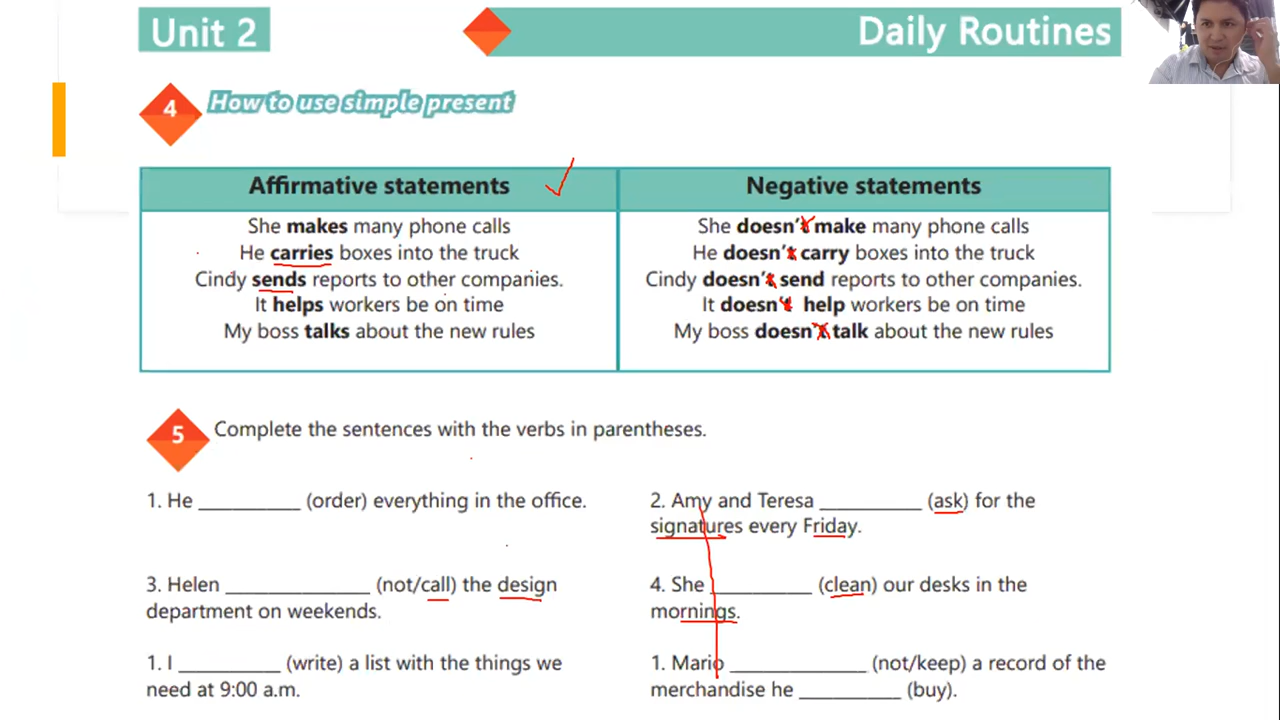 Unit 2
Daily Routines
4
How to use simple present
Affirmative statements
She makes many phone calls
He carries boxes into the truck
Cindy sends reports to other companies.
It helps workers be on time
My boss talks about the new rules
Negative statements
She doesn't make many phone calls
He doesn't carry boxes into the truck
Cindy doesn't send reports to other companies.
It doesn't help workers be on time
My boss doesn't talk about the new rules
5
Complete the sentences with the verbs in parentheses.
1. He __________ (order) everything in the office.
2. Amy and Teresa __________ (ask) for the
signatures every Friday.
3. Helen ______________ (not/call) the design
department on weekends.
4. She __________ (clean) our desks in the
mornings.
1. I __________ (write) a list with the things we
need at 9:00 a.m.
1. Mario _____________ (not/keep) a record of the
merchandise he __________ (buy).